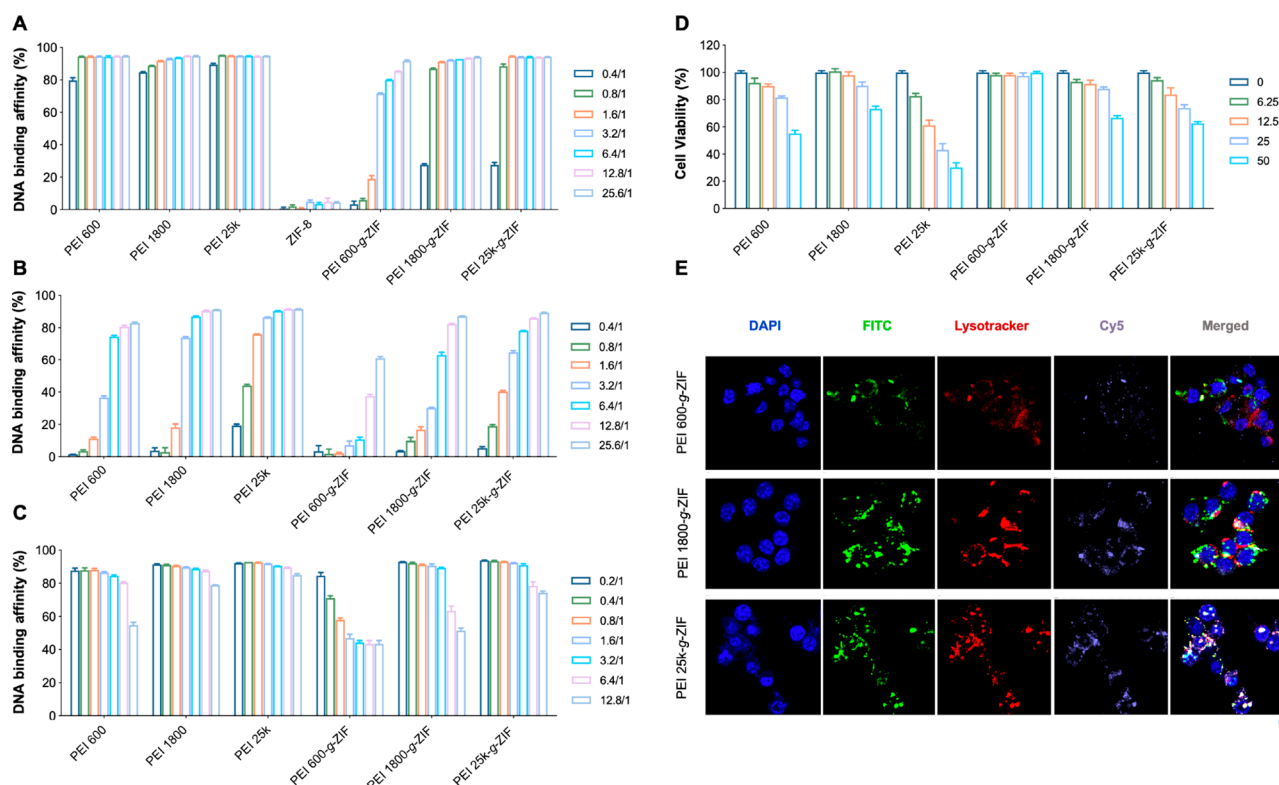 A
DNA binding affinity (%)
100
80
60
40
20
0
PEI 600
PEI 1800
PEI 25k
ZIF-8
PEI 600-g-ZIF
PEI 1800-g-ZIF
PEI 25k-g-ZIF
0.4/1
0.8/1
1.6/1
3.2/1
6.4/1
12.8/1
25.6/1
B
DNA binding affinity (%)
100
80
60
40
20
0
PEI 600
PEI 1800
PEI 25k
PEI 600-g-ZIF
PEI 1800-g-ZIF
PEI 25k-g-ZIF
0.4/1
0.8/1
1.6/1
3.2/1
6.4/1
12.8/1
25.6/1
C
DNA binding affinity (%)
100
80
60
40
20
0
PEI 600
PEI 1800
PEI 25k
PEI 600-g-ZIF
PEI 1800-g-ZIF
PEI 25k-g-ZIF
0.2/1
0.4/1
0.8/1
1.6/1
3.2/1
6.4/1
12.8/1
D
Cell Viability (%)
120
100
80
60
40
20
0
PEI 600
PEI 1800
PEI 25k
PEI 600-g-ZIF
PEI 1800-g-ZIF
PEI 25k-g-ZIF
0
6.25
12.5
25
50
E
DAPI FITC Lysotracker Cy5 Merged
PEI 600-g-ZIF
PEI 1800-g-ZIF
PEI 25k-g-ZIF